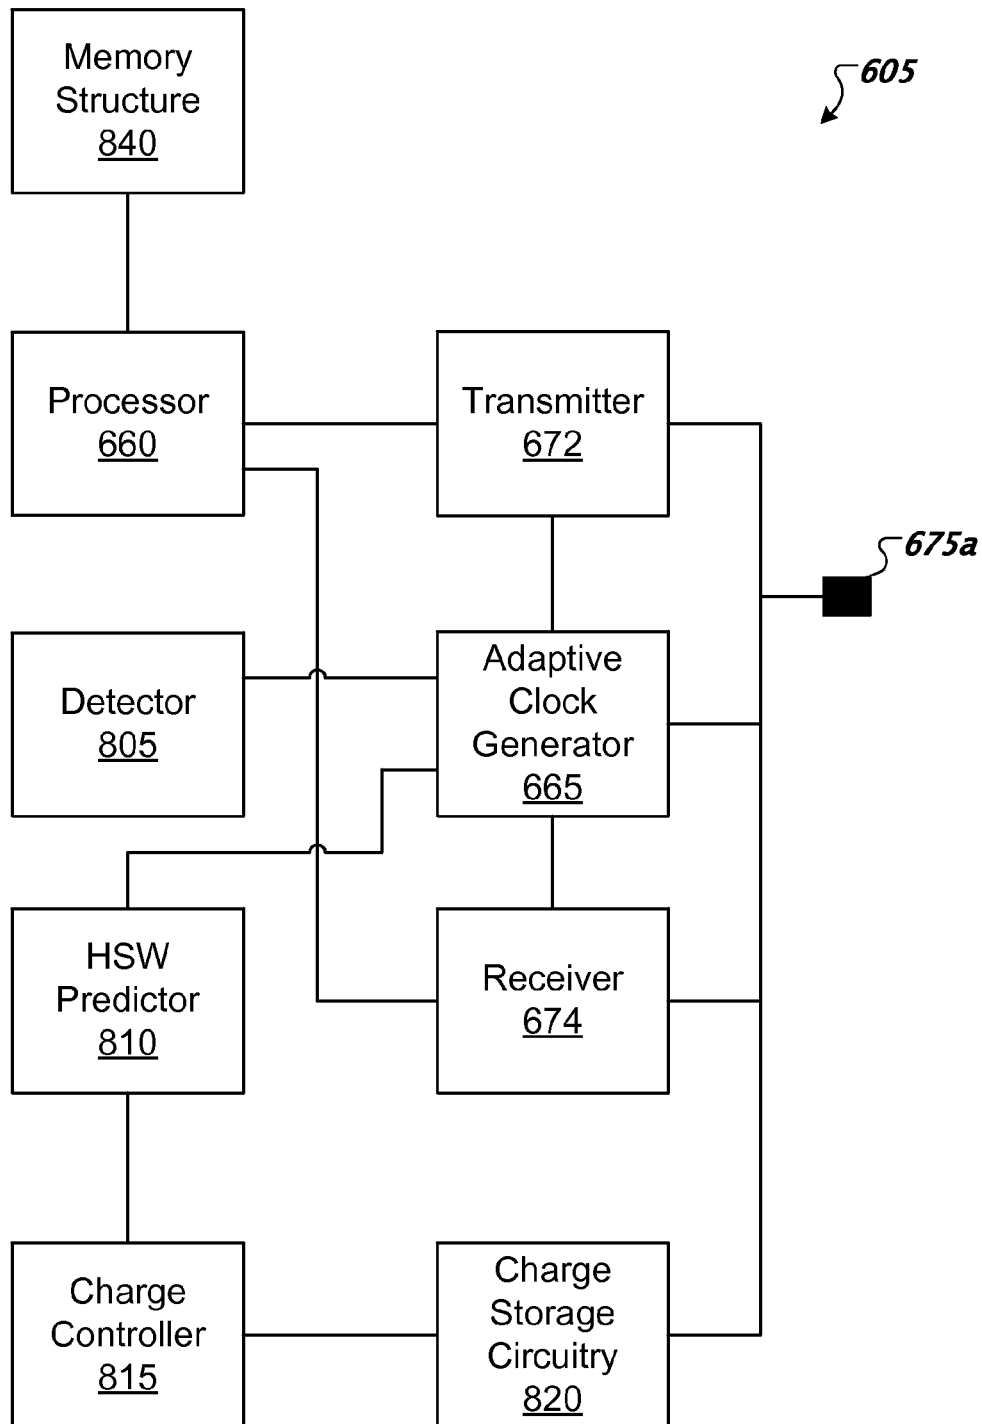 Memory
Structure
840
605
Processor
660
Transmitter
672
675a
Detector
805
Adaptive
Clock
Generator
665
HSW
Predictor
810
Receiver
674
Charge
Controller
815
Charge
Storage
Circuitry
820